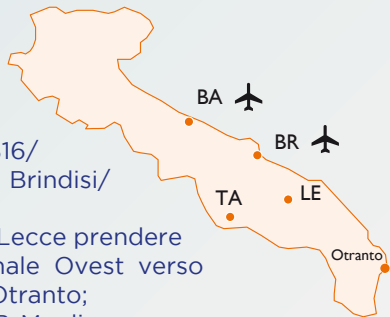 BA
BR
TA
LE
Otranto
16/
Brindisi/
Lecce prendere
nale Ovest verso
Otranto;